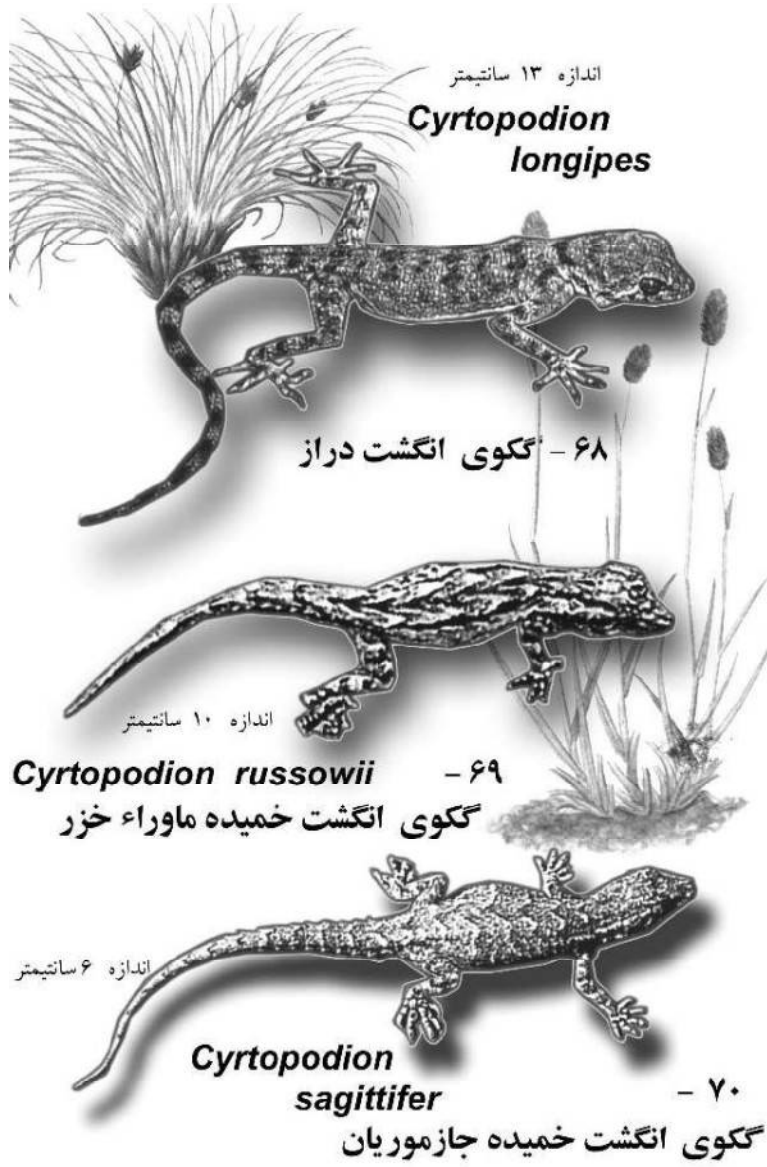 اندازه ۱۳ سانتیمتر
Cyrtopodion
longipes
۶۸ - گکوی انگشت دراز
اندازه ۱۰ سانتیمتر
Cyrtopodion russowii - ۶۹
گکوی انگشت خمیده ماوراء خزر
اندازه ۶ سانتیمتر
Cyrtopodion
sagittifer
۷۰ -
گکوی انگشت خمیده جازموریان